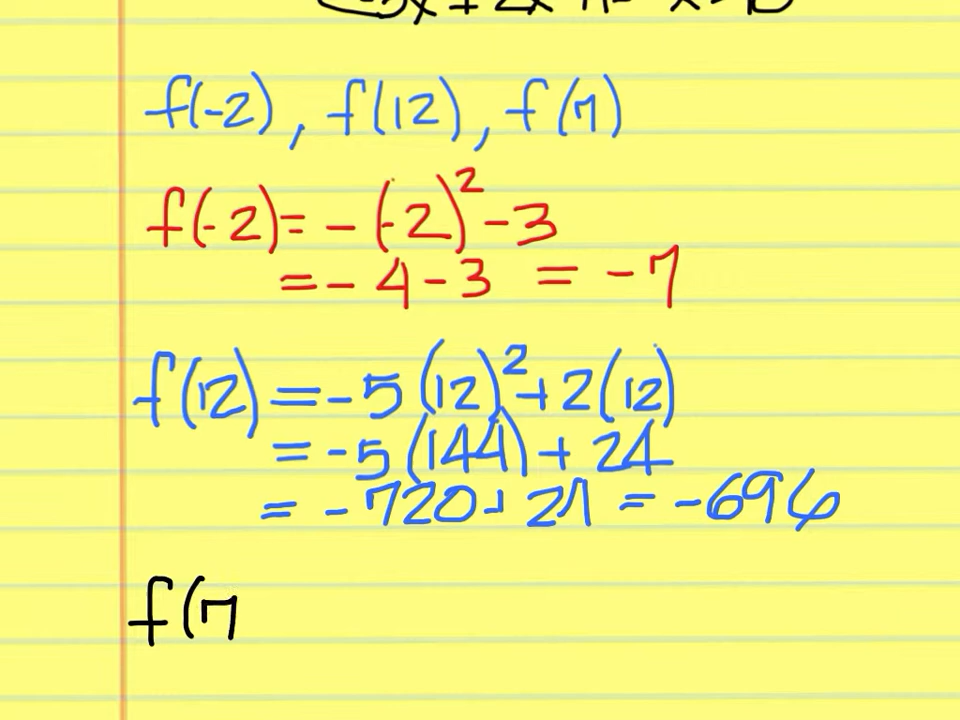 f(-2), f(12), f(7)
f(-2) = -(-2)² - 3
= -4 - 3 = -7
f(12) = -5(12)² + 2(12)
= -5(144) + 24
= -720 + 24 = -696
f(7